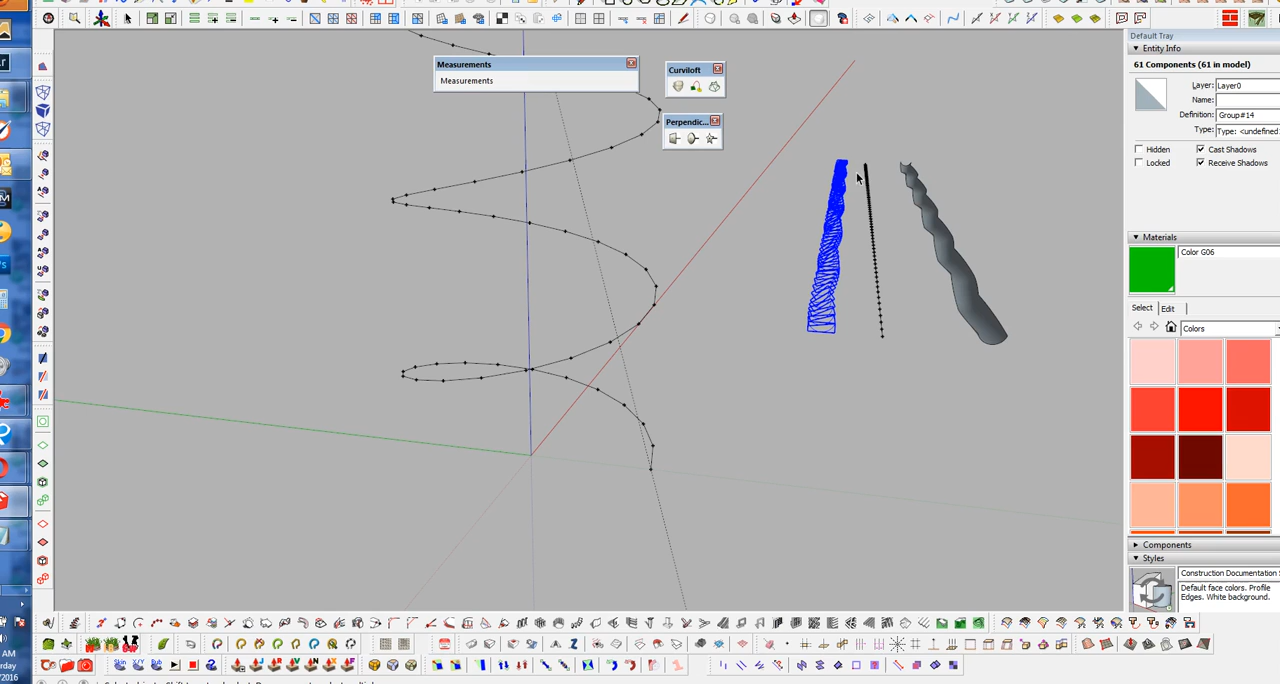 Default Tray
Entity Info
61 Components (61 in model)
Layer: Layer0
Name:
Definition: Group#14
Type: Type: <undefined
Hidden
Cast Shadows
Locked
Receive Shadows
Measurements
Measurements
Curviloft
Perpendic...
Materials
Color G06
Select
Edit
Colors
Components
Styles
Construction Documentation S
Default face colors. Profile
Edges. White background.
AM
/2016